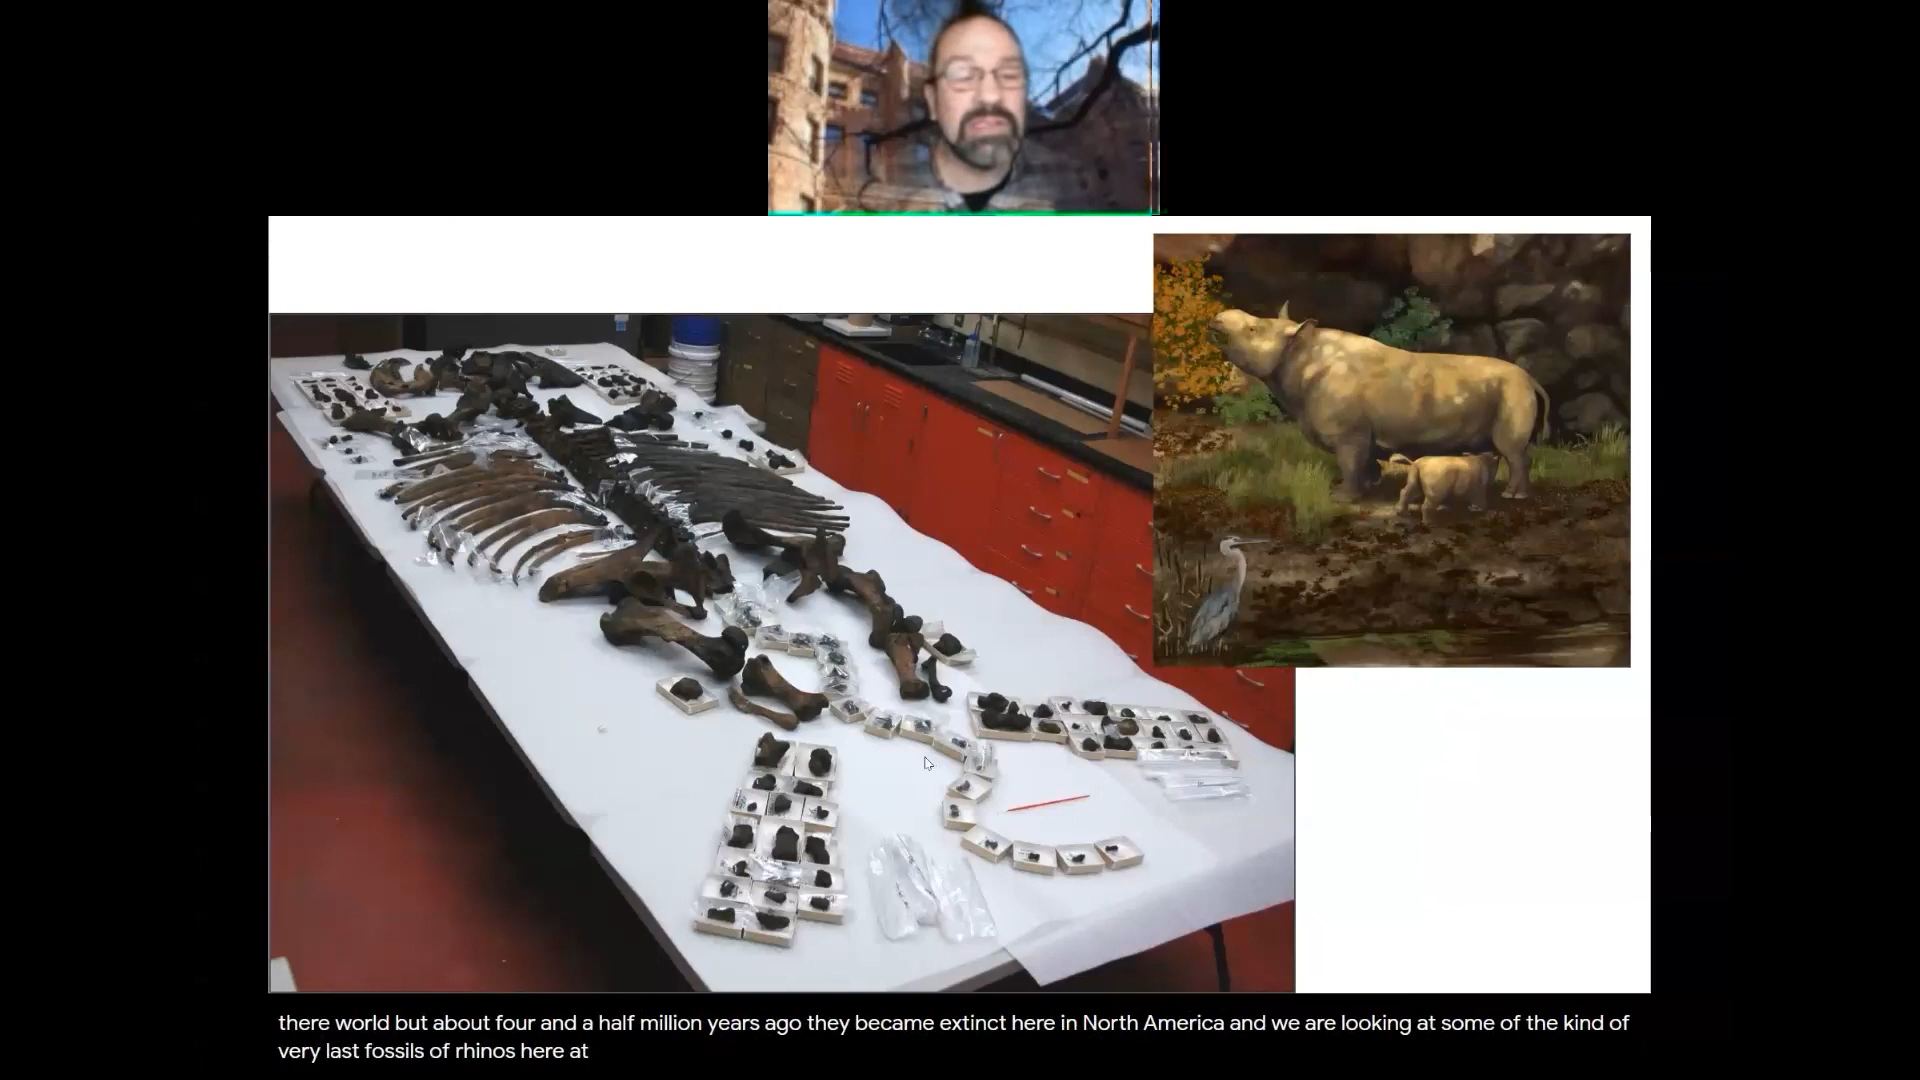 there world but about four and a half million years ago they became extinct here in North America and we are looking at some of the kind of
very last fossils of rhinos here at